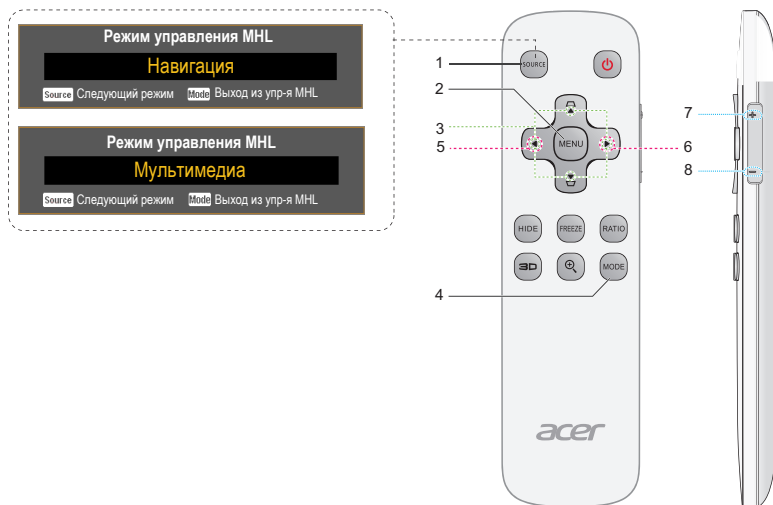 Режим управления MHL
Навигация
Source Следующий режим Mode Выход из упр-я MHL
Режим управления MHL
Мультимедиа
Source Следующий режим Mode Выход из упр-я MHL
1
2
3
5
4
6
7
8
SOURCE
MENU
HIDE FREEZE RATIO
3D MODE
acer
+
−